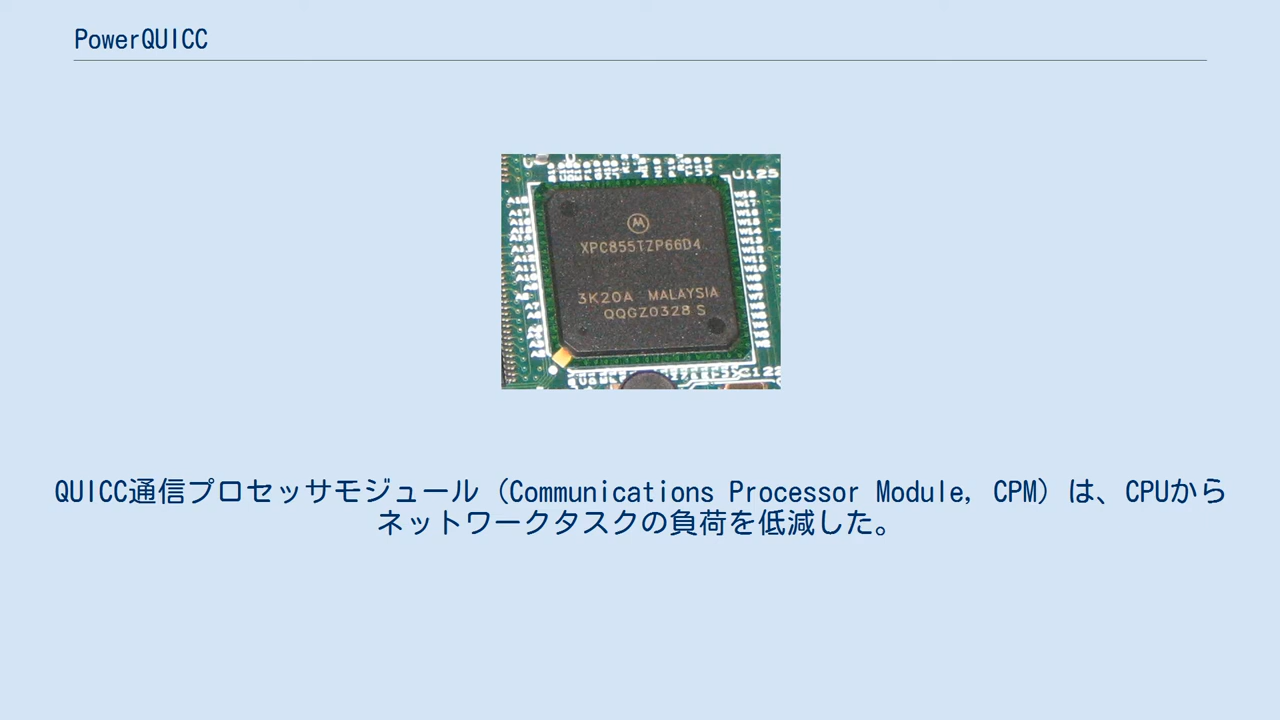 PowerQUICC
U125
XPC855TZP66D4
3K20A MALAYSIA
QQGZ0328 S
QUICC通信プロセッサモジュール（Communications Processor Module, CPM）は、CPUから
ネットワークタスクの負荷を低減した。